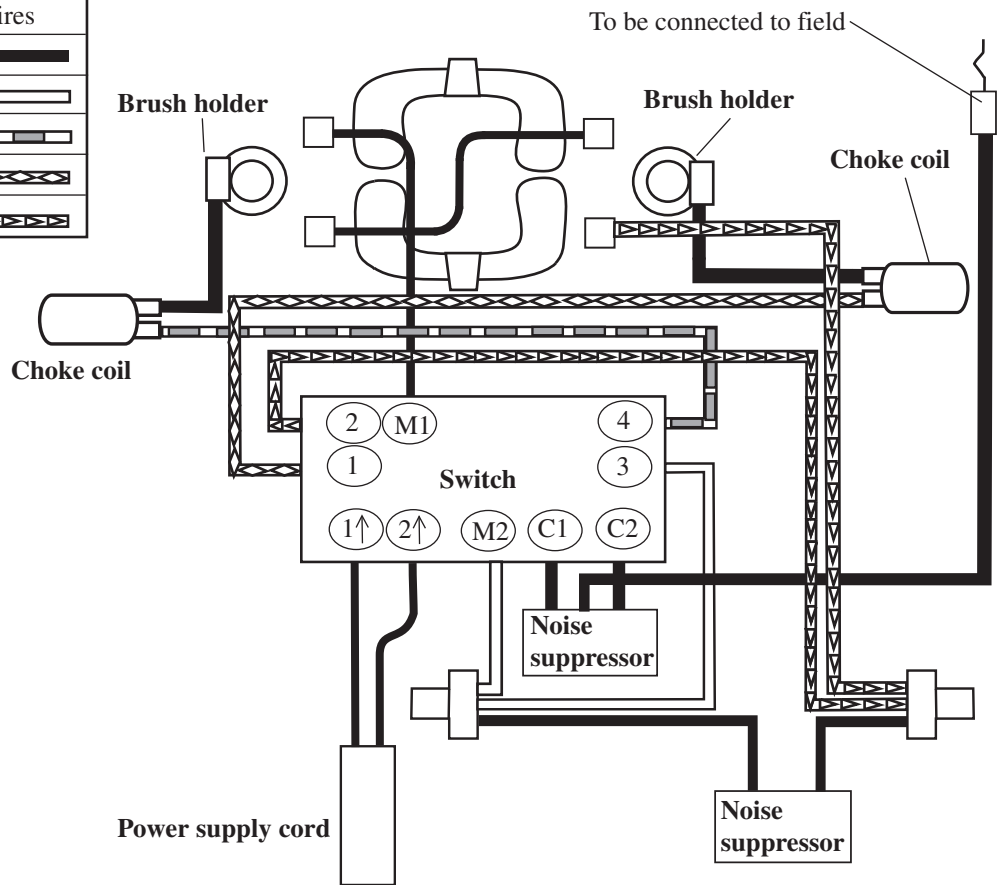 ires
To be connected to field
Brush holder
Brush holder
Choke coil
Choke coil
2
M1
4
1
3
Switch
1↑
2↑
M2
C1
C2
Noise
suppressor
Power supply cord
Noise
suppressor